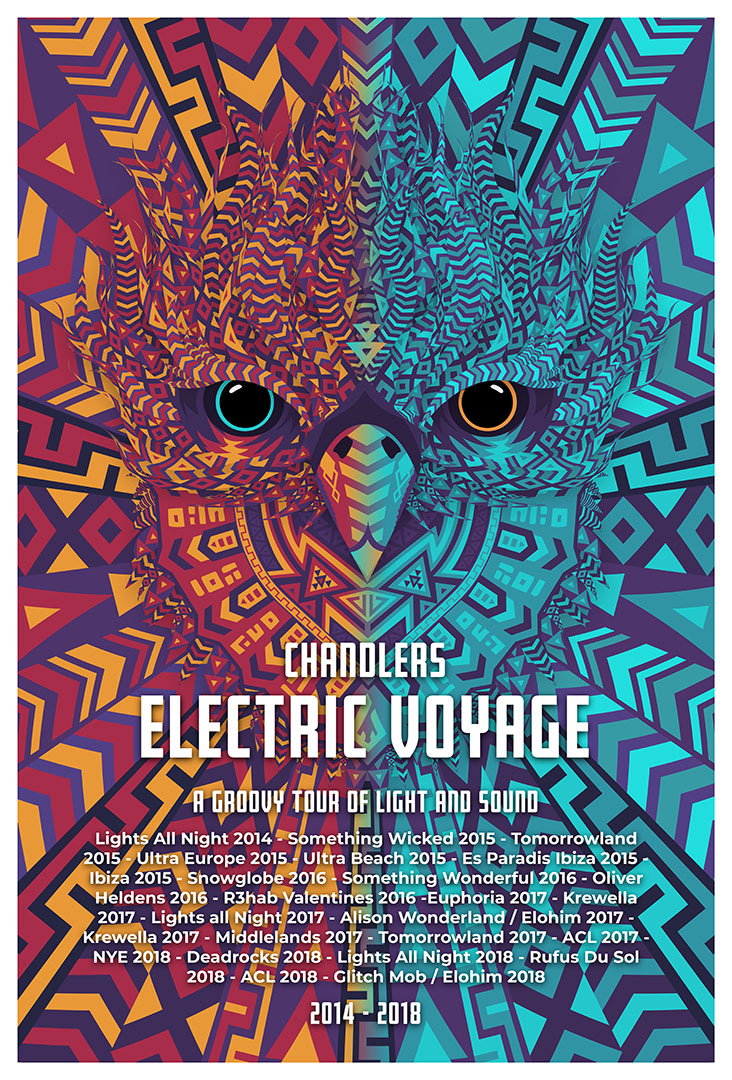 CHANDLERS
ELECTRIC VOYAGE
A GROOVY TOUR OF LIGHT AND SOUND
Lights All Night 2014 - Something Wicked 2015 - Tomorrowland
2015 - Ultra Europe 2015 - Ultra Beach 2015 - Es Paradis Ibiza 2015 -
Ibiza 2015 - Snowglobe 2016 - Something Wonderful 2016 - Oliver
Heldens 2016 - R3hab Valentines 2016 -Euphoria 2017 - Krewella
2017 - Lights all Night 2017 - Alison Wonderland / Elohim 2017 -
Krewella 2017 - Middlelands 2017 - Tomorrowland 2017 - ACL 2017 -
NYE 2018 - Deadrocks 2018 - Lights All Night 2018 - Rufus Du Sol
2018 - ACL 2018 - Glitch Mob / Elohim 2018
2014 - 2018